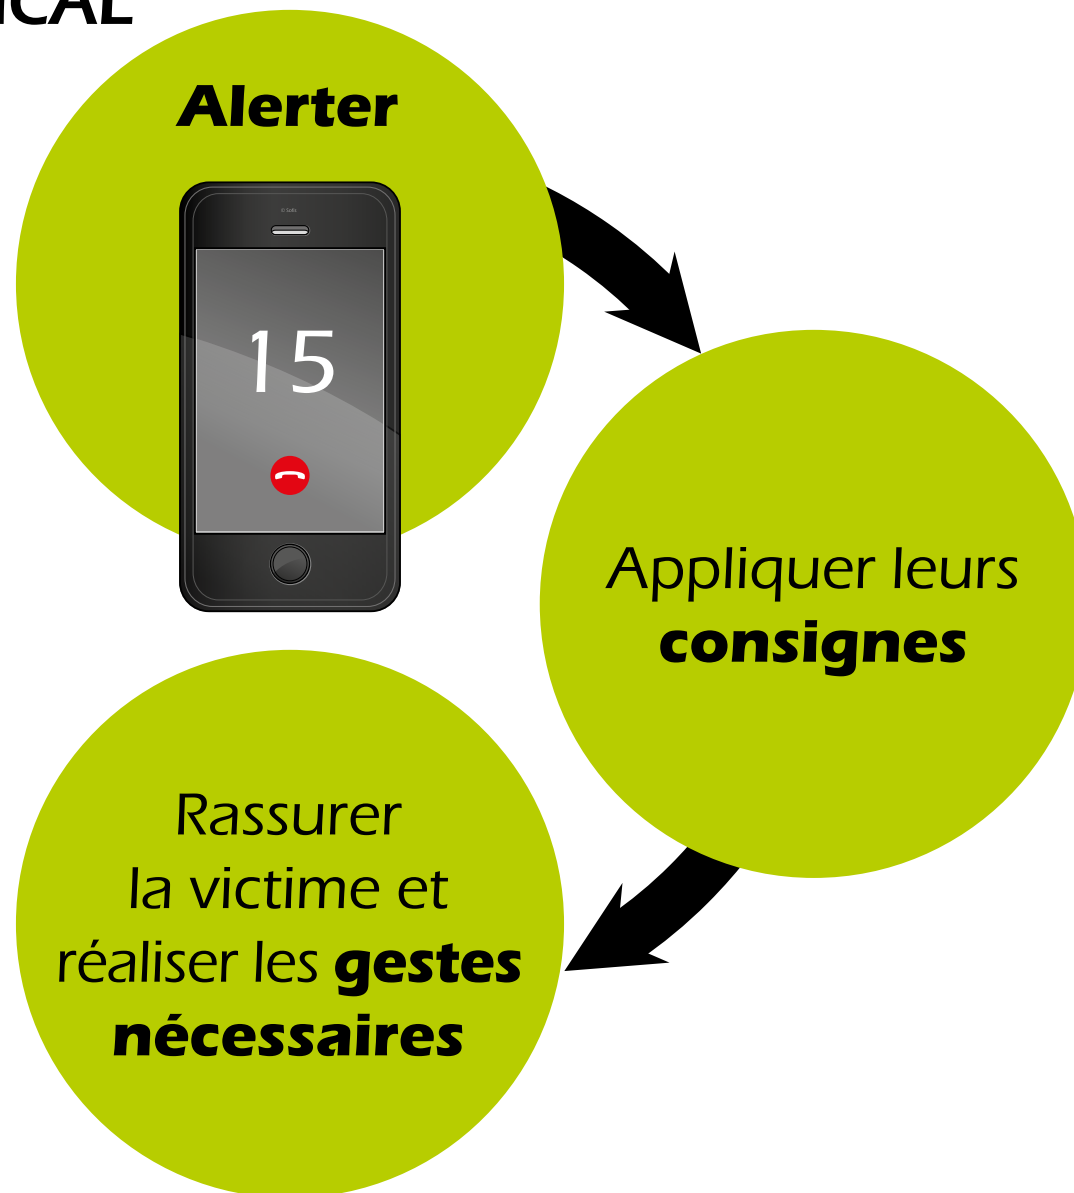 Alerter
15
Appliquer leurs
consignes
Rassurer
la victime et
réaliser les gestes
nécessaires